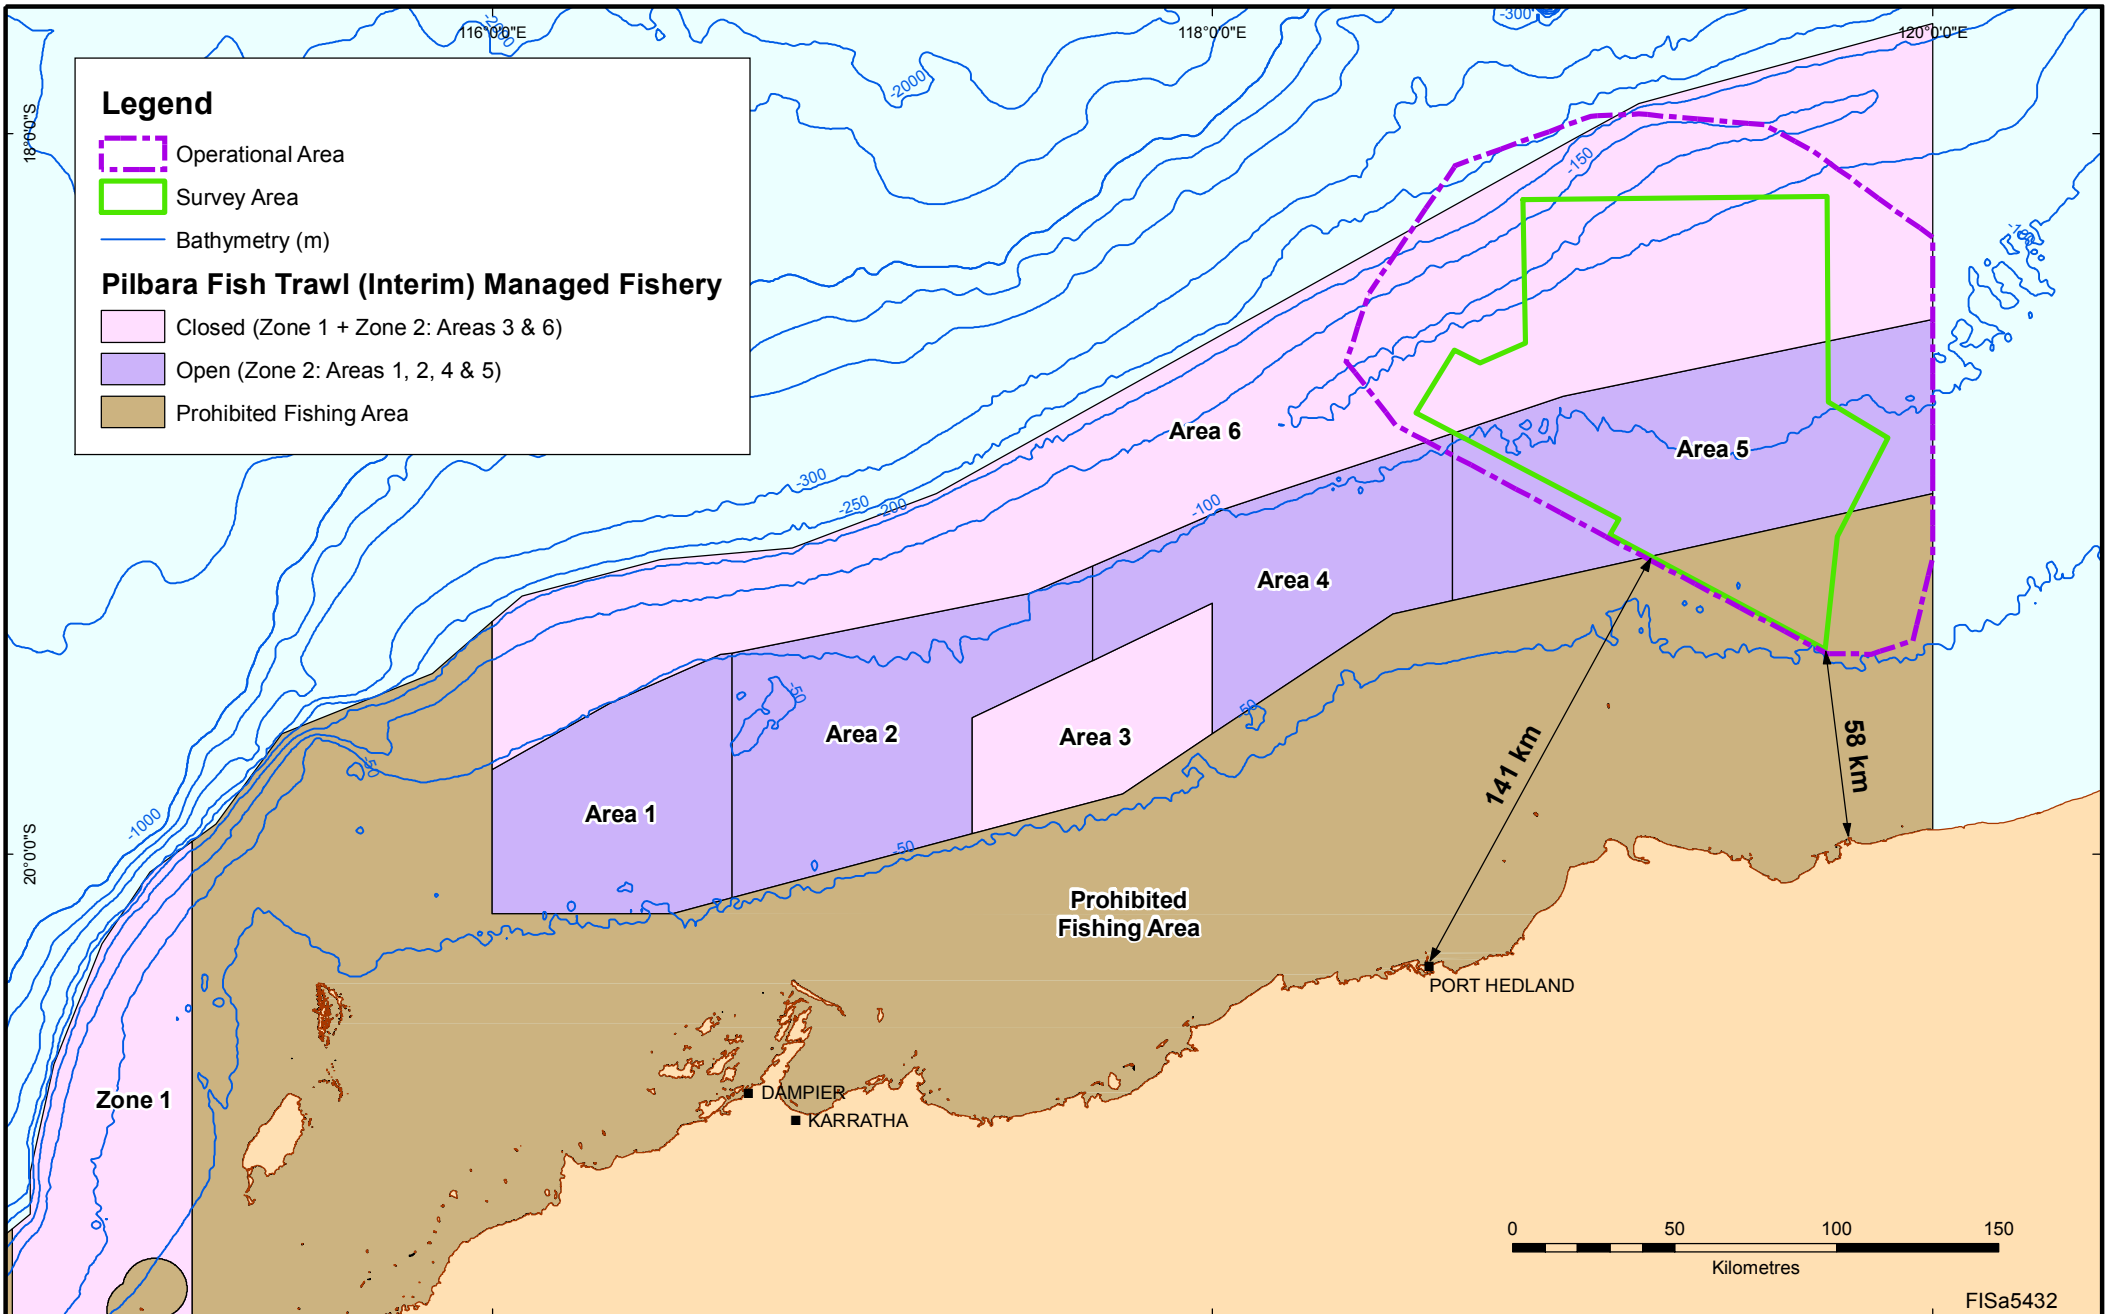 116°0'0"E
118°0'0"E
120°0'0"E
-200
-300
-2000
18°0'0"S
Legend
Operational Area
Survey Area
Bathymetry (m)
Pilbara Fish Trawl (Interim) Managed Fishery
Closed (Zone 1 + Zone 2: Areas 3 & 6)
Open (Zone 2: Areas 1, 2, 4 & 5)
Prohibited Fishing Area
-150
Area 6
Area 5
-300
-250
200
-100
Area 4
-50
50
Area 2
Area 3
141 km
58 km
-50
Area 1
-1000
20°0'0"S
-50
Prohibited
Fishing Area
PORT HEDLAND
Zone 1
DAMPIER
KARRATHA
0 50 100 150
Kilometres
FISa5432